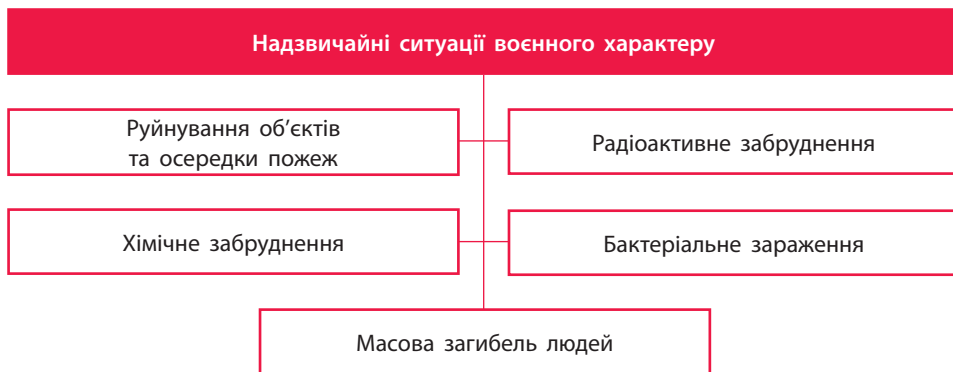 Надзвичайні ситуації воєнного характеру
Руйнування об’єктів
та осередки пожеж
Радіоактивне забруднення
Хімічне забруднення
Бактеріальне зараження
Масова загибель людей